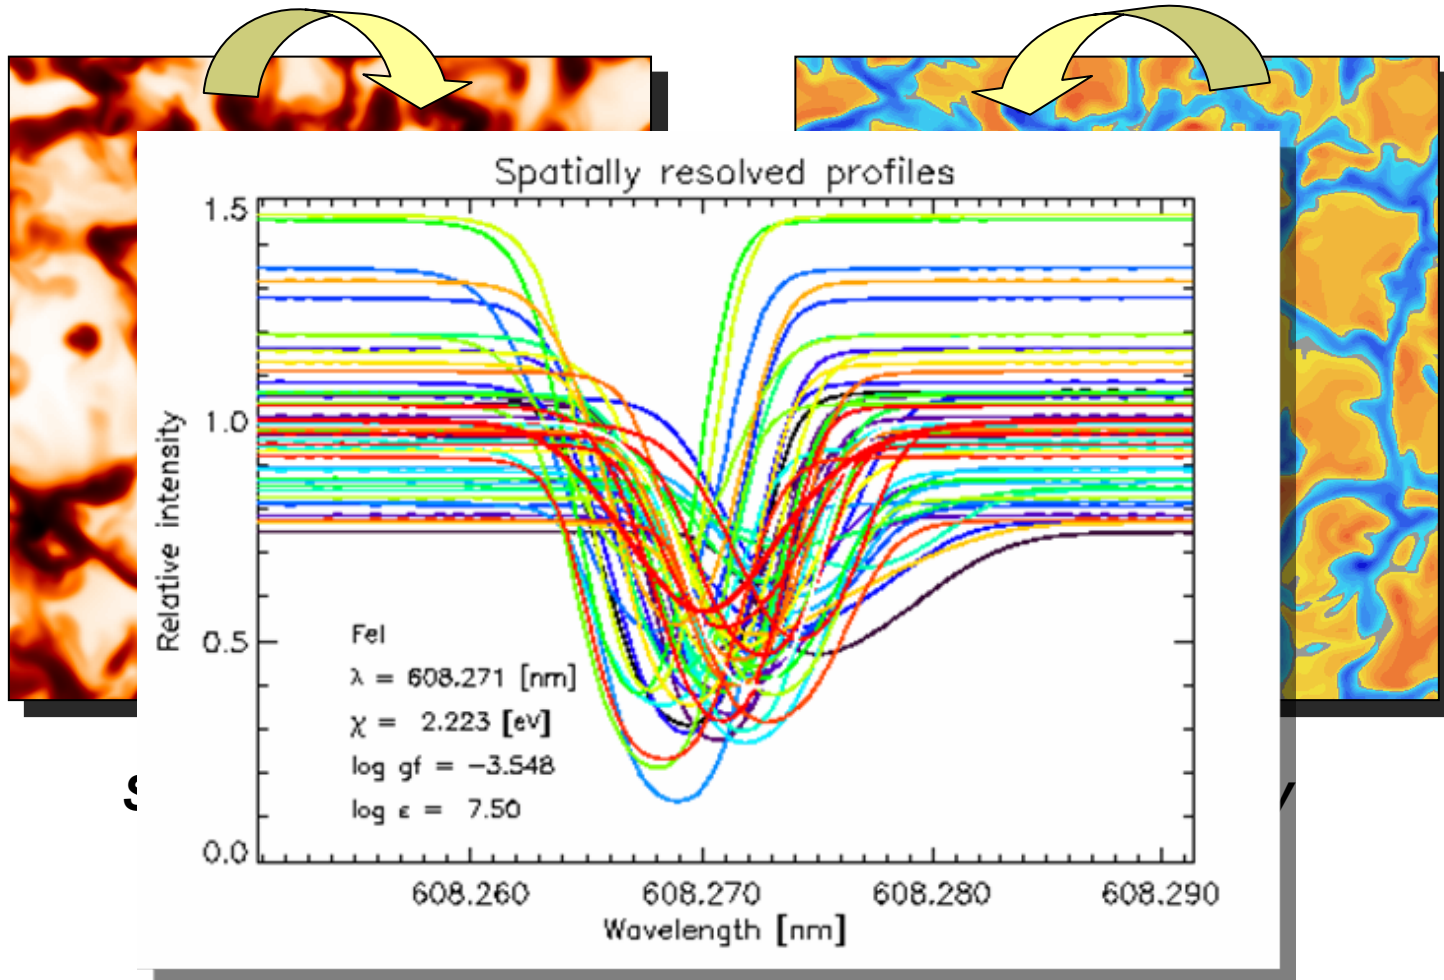 Spatially resolved profiles
1.5
1.0
0.5
0.0
Relative intensity
FeI
λ = 608.271 [nm]
χ = 2.223 [eV]
log gf = −3.548
log ε = 7.50
608.260 608.270 608.280 608.290
Wavelength [nm]